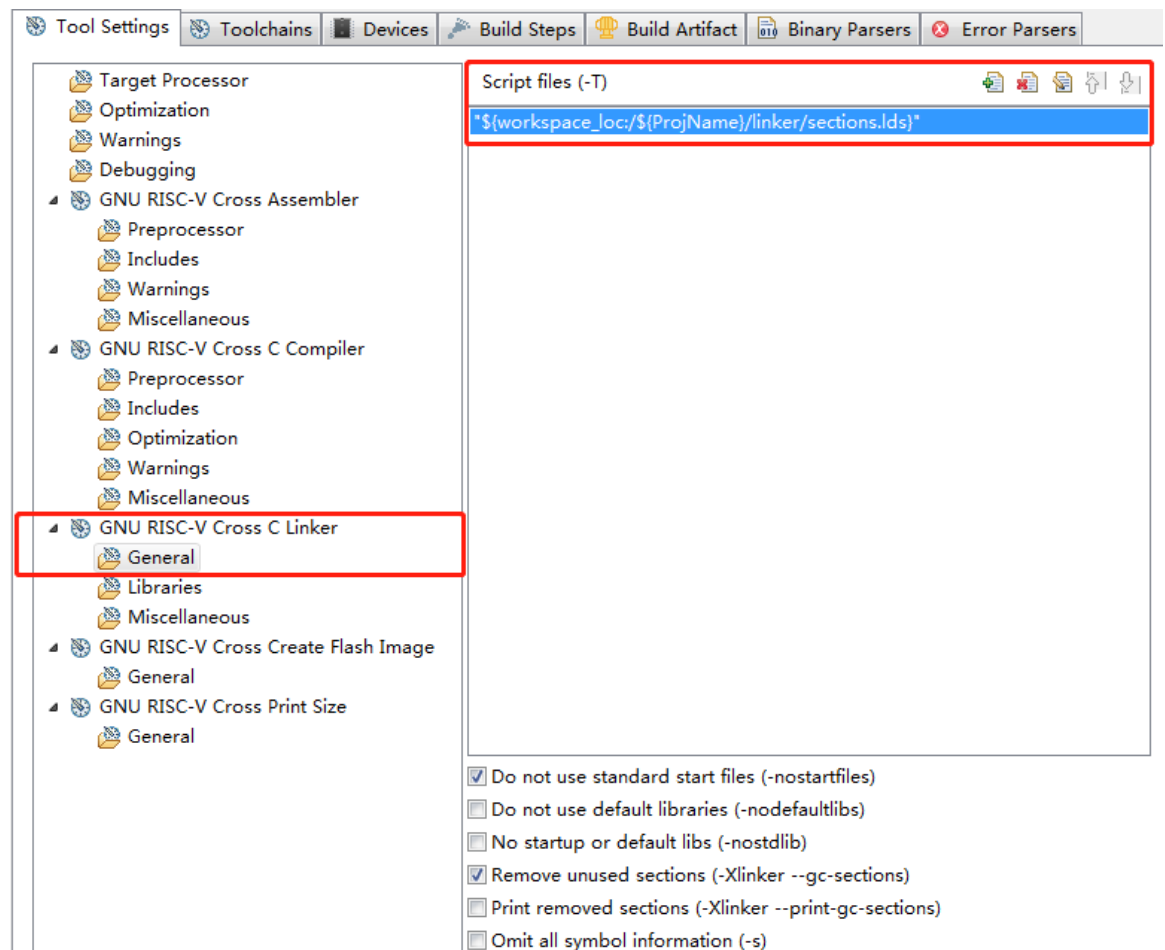 Tool Settings Toolchains Devices Build Steps Build Artifact Binary Parsers Error Parsers
Target Processor
Optimization
Warnings
Debugging
GNU RISC-V Cross Assembler
Preprocessor
Includes
Warnings
Miscellaneous
GNU RISC-V Cross C Compiler
Preprocessor
Includes
Optimization
Warnings
Miscellaneous
GNU RISC-V Cross C Linker
General
Libraries
Miscellaneous
GNU RISC-V Cross Create Flash Image
General
GNU RISC-V Cross Print Size
General
Script files (-T)
"${workspace_loc:/${ProjName}/linker/sections.lds}"
Do not use standard start files (-nostartfiles)
Do not use default libraries (-nodefaultlibs)
No startup or default libs (-nostdlib)
Remove unused sections (-Xlinker --gc-sections)
Print removed sections (-Xlinker --print-gc-sections)
Omit all symbol information (-s)